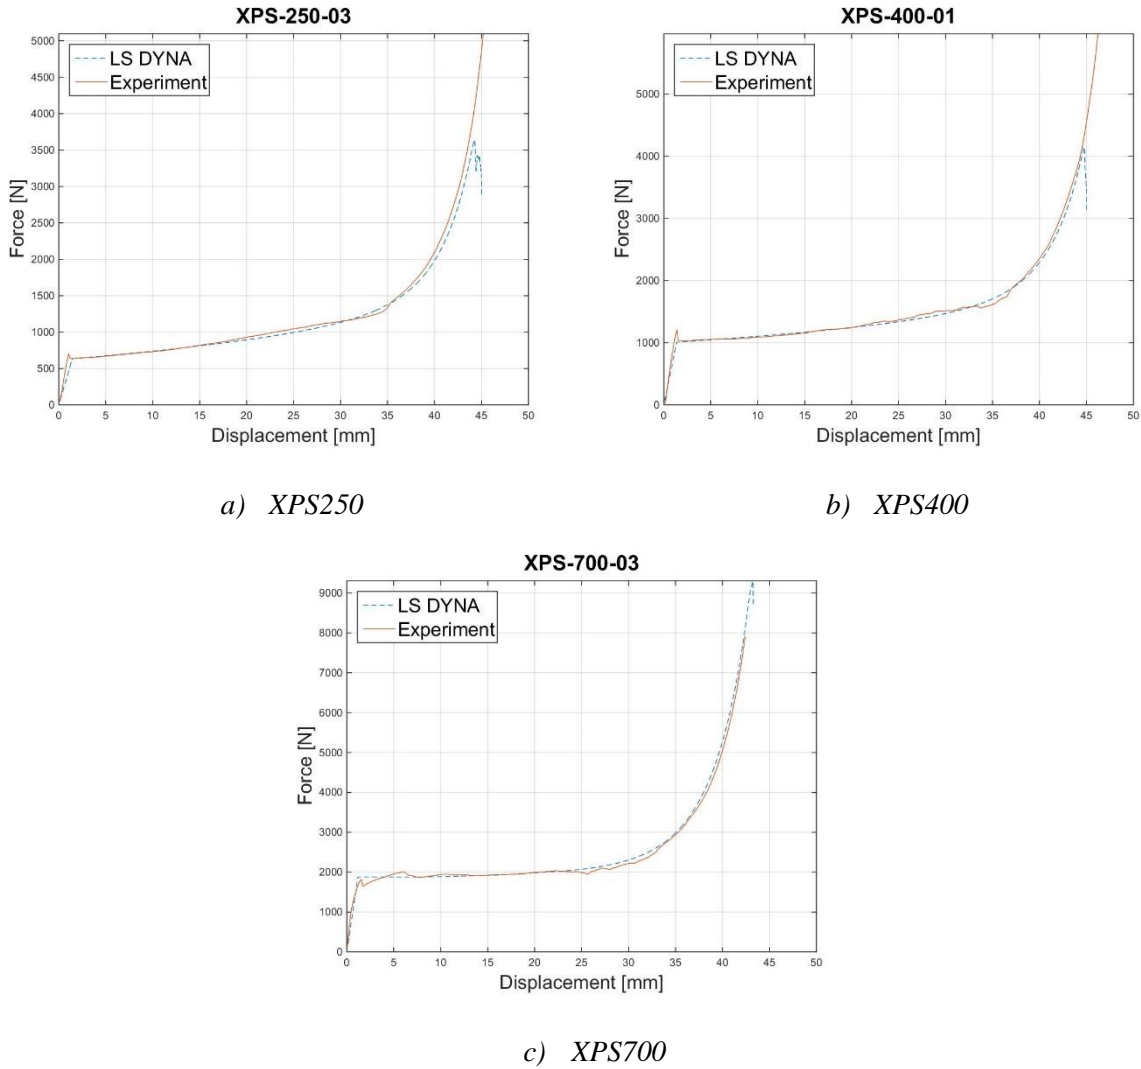 XPS-250-03
5000
4500
4000
3500
3000
2500
2000
1500
1000
500
0
LS DYNA
Experiment
Force [N]
0 5 10 15 20 25 30 35 40 45 50
Displacement [mm]
a) XPS250
XPS-400-01
5000
4000
3000
2000
1000
0
LS DYNA
Experiment
Force [N]
0 5 10 15 20 25 30 35 40 45 50
Displacement [mm]
b) XPS400
XPS-700-03
9000
8000
7000
6000
5000
4000
3000
2000
1000
0
LS DYNA
Experiment
Force [N]
0 5 10 15 20 25 30 35 40 45 50
Displacement [mm]
c) XPS700